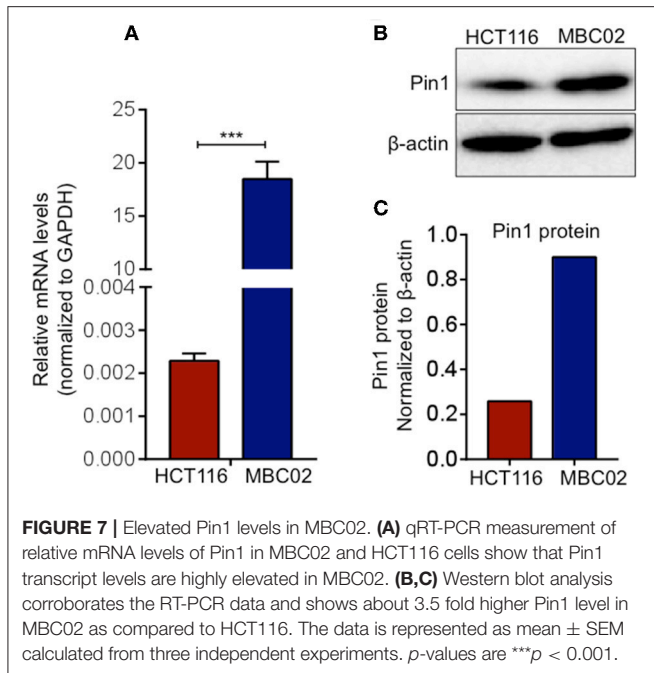 A
Relative mRNA levels
(normalized to GAPDH)
25
20
15
10
0.004
0.003
0.002
0.001
0.000
***
HCT116
MBC02
B
HCT116 MBC02
Pin1
β-actin
C
Pin1 protein
Pin1 protein
Normalized to β-actin
1.0
0.8
0.6
0.4
0.2
0.0
HCT116 MBC02
FIGURE 7 | Elevated Pin1 levels in MBC02. (A) qRT-PCR measurement of
relative mRNA levels of Pin1 in MBC02 and HCT116 cells show that Pin1
transcript levels are highly elevated in MBC02. (B,C) Western blot analysis
corroborates the RT-PCR data and shows about 3.5 fold higher Pin1 level in
MBC02 as compared to HCT116. The data is represented as mean ± SEM
calculated from three independent experiments. p-values are ***p < 0.001.